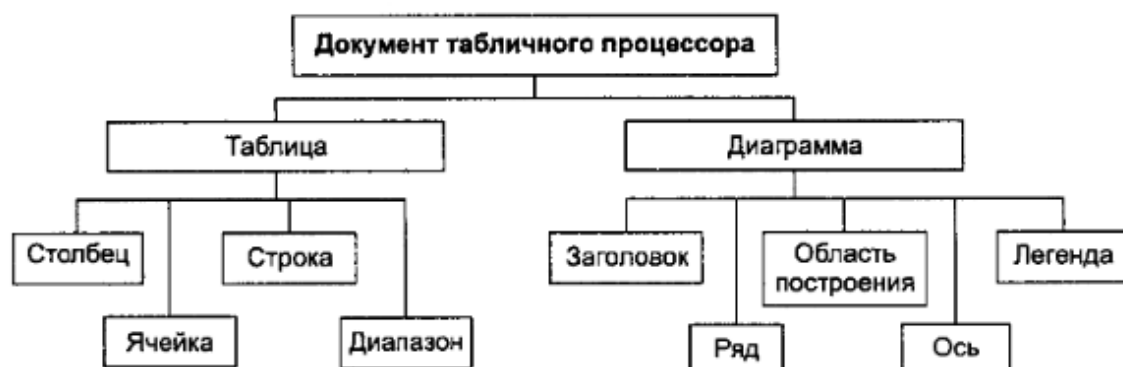 Документ табличного процессора
Таблица
Диаграмма
Столбец
Строка
Заголовок
Область
построения
Легенда
Ячейка
Диапазон
Ряд
Ось